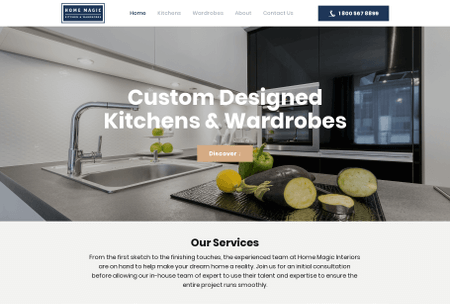 HOME MAGIC
KITCHENS & WARDROBES
Home Kitchens Wardrobes About Contact Us
1 800 967 8899
Custom Designed
Kitchens & Wardrobes
Discover
Our Services
From the first sketch to the finishing touches, the experienced team at Home Magic Interiors
are on hand to help make your dream home a reality. Join us for an initial consultation
before allowing our in-house team of expert to use their talent and expertise to ensure the
entire project runs smoothly.